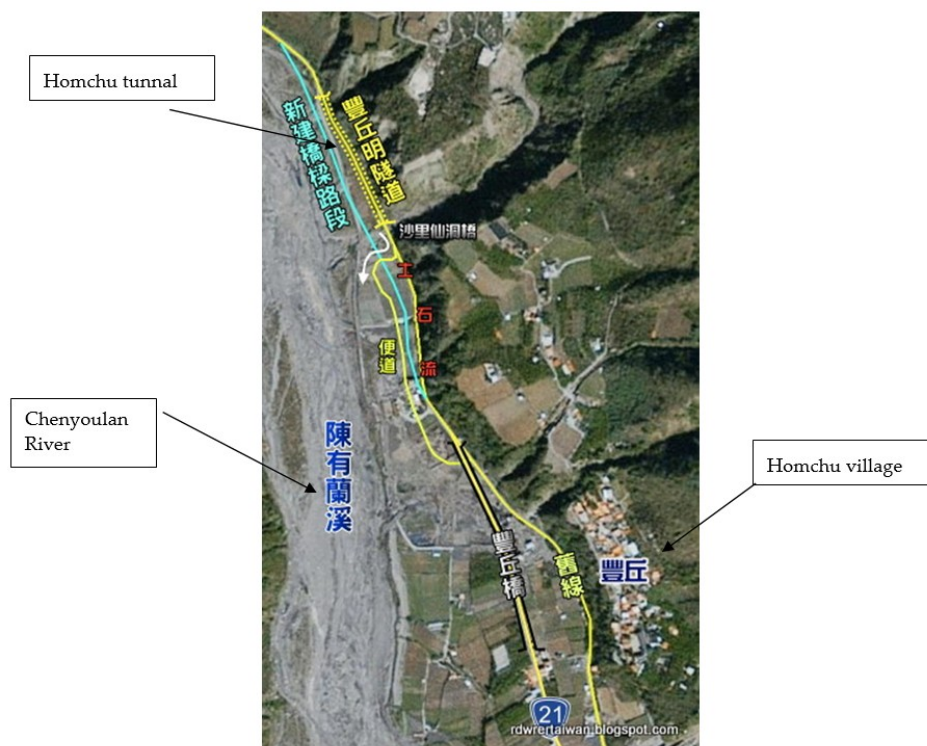 Homchu tunnal
豐丘明隧道
新建橋樑路段
沙里仙洞橋
土石流
便道
Chenyoulan
River
陳有蘭溪
Homchu village
豐丘
豐丘橋
舊線
21
rdwrertaiwan.blogspot.com